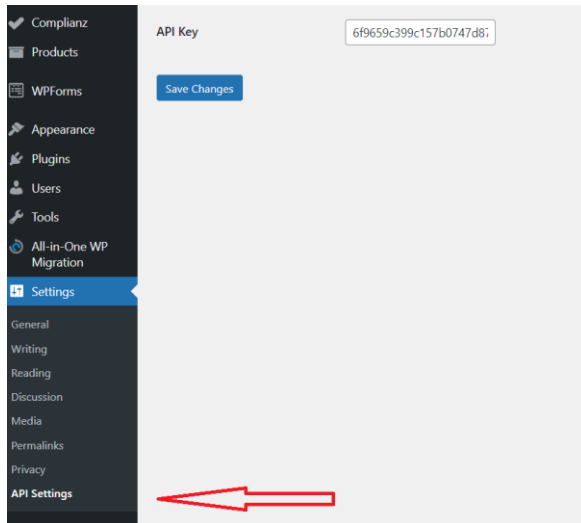 Complianz
Products
WPForms
Appearance
Plugins
Users
Tools
All-in-One WP
Migration
Settings
General
Writing
Reading
Discussion
Media
Permalinks
Privacy
API Settings
API Key
6f9659c399c157b0747d87
Save Changes